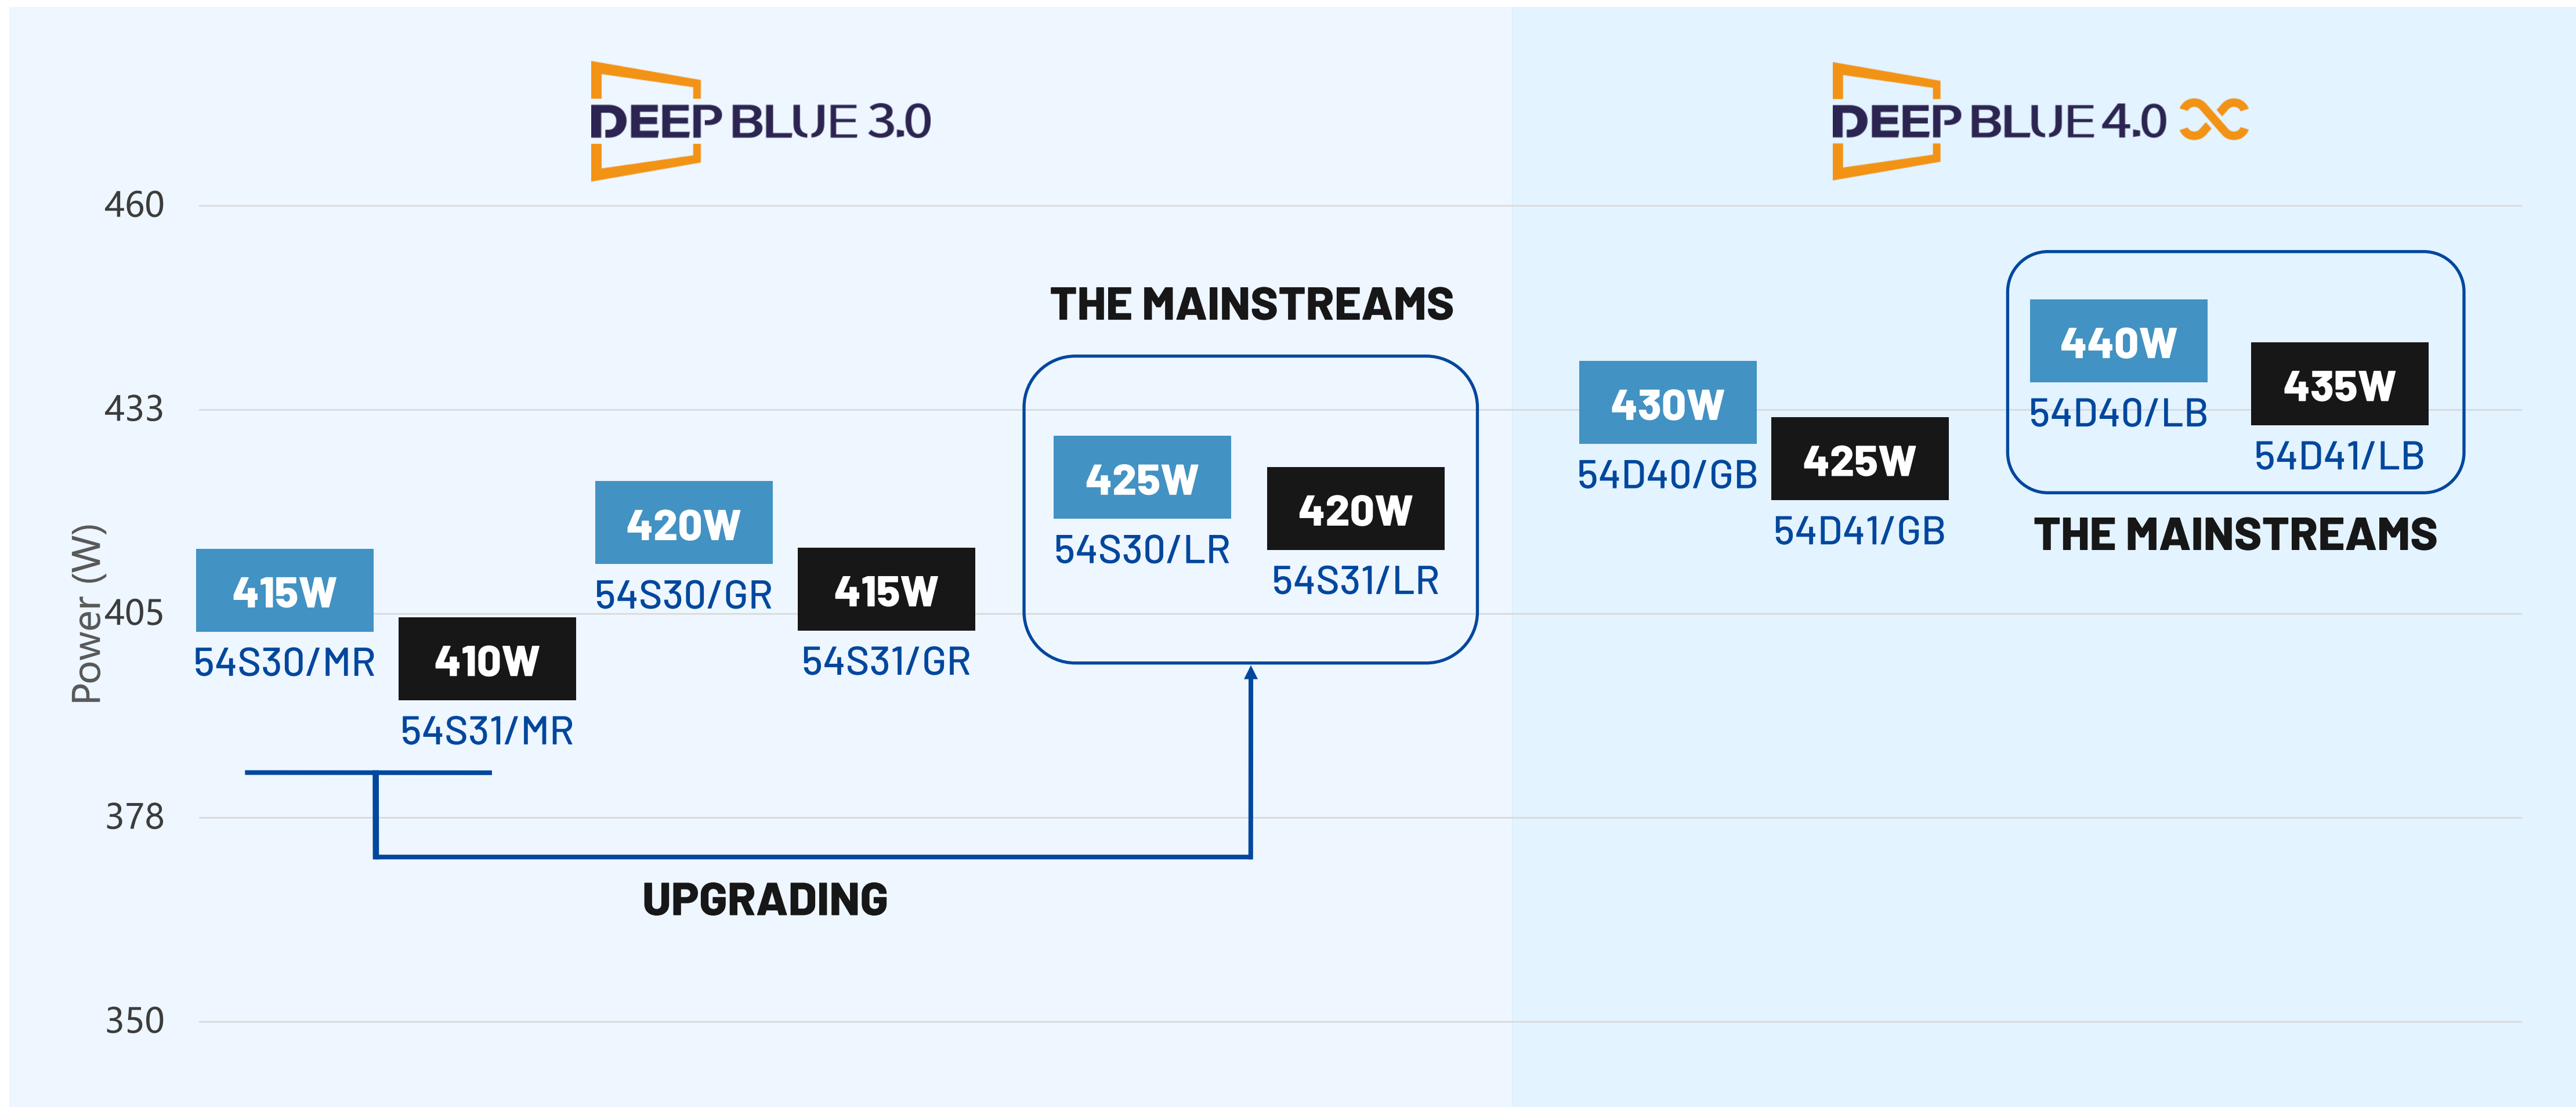 DEEP BLUE 3.0
DEEP BLUE 4.0
460
433
405
378
350
Power (W)
THE MAINSTREAMS
415W
54S30/MR
410W
54S31/MR
420W
54S30/GR
415W
54S31/GR
425W
54S30/LR
420W
54S31/LR
UPGRADING
430W
54D40/GB
425W
54D41/GB
440W
54D40/LB
435W
54D41/LB
THE MAINSTREAMS